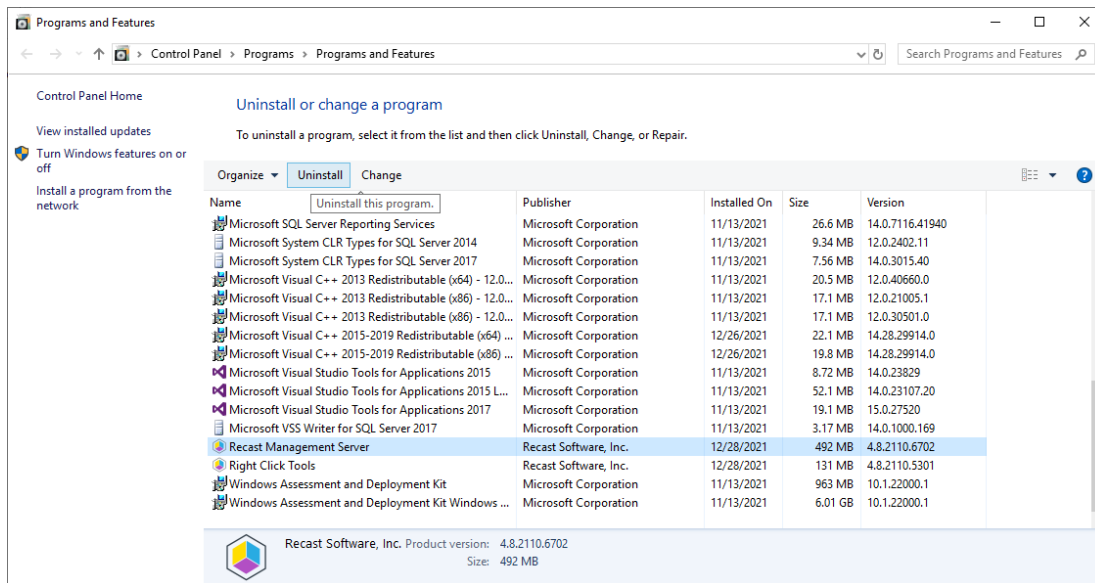 Programs and Features
Control Panel > Programs > Programs and Features
Search Programs and Features
Control Panel Home
View installed updates
Turn Windows features on or
off
Install a program from the
network
Uninstall or change a program
To uninstall a program, select it from the list and then click Uninstall, Change, or Repair.
Organize Uninstall Change
Name Publisher Installed On Size Version
Uninstall this program.
Microsoft SQL Server Reporting Services Microsoft Corporation 11/13/2021 26.6 MB 14.0.7116.41940
Microsoft System CLR Types for SQL Server 2014 Microsoft Corporation 11/13/2021 9.34 MB 12.0.2402.11
Microsoft System CLR Types for SQL Server 2017 Microsoft Corporation 11/13/2021 7.56 MB 14.0.3015.40
Microsoft Visual C++ 2013 Redistributable (x64) - 12.0... Microsoft Corporation 11/13/2021 20.5 MB 12.0.40660.0
Microsoft Visual C++ 2013 Redistributable (x86) - 12.0... Microsoft Corporation 11/13/2021 17.1 MB 12.0.21005.1
Microsoft Visual C++ 2013 Redistributable (x86) - 12.0... Microsoft Corporation 11/13/2021 17.1 MB 12.0.30501.0
Microsoft Visual C++ 2015-2019 Redistributable (x64) ... Microsoft Corporation 12/26/2021 22.1 MB 14.28.29914.0
Microsoft Visual C++ 2015-2019 Redistributable (x86) ... Microsoft Corporation 12/26/2021 19.8 MB 14.28.29914.0
Microsoft Visual Studio Tools for Applications 2015 Microsoft Corporation 11/13/2021 8.72 MB 14.0.23829
Microsoft Visual Studio Tools for Applications 2015 L... Microsoft Corporation 11/13/2021 52.1 MB 14.0.23107.20
Microsoft Visual Studio Tools for Applications 2017 Microsoft Corporation 11/13/2021 19.1 MB 15.0.27520
Microsoft VSS Writer for SQL Server 2017 Microsoft Corporation 11/13/2021 3.17 MB 14.0.1000.169
Recast Management Server Recast Software, Inc. 12/28/2021 492 MB 4.8.2110.6702
Right Click Tools Recast Software, Inc. 12/28/2021 131 MB 4.8.2110.5301
Windows Assessment and Deployment Kit Microsoft Corporation 11/13/2021 963 MB 10.1.22000.1
Windows Assessment and Deployment Kit Windows ... Microsoft Corporation 11/13/2021 6.01 GB 10.1.22000.1
Recast Software, Inc. Product version: 4.8.2110.6702
Size: 492 MB